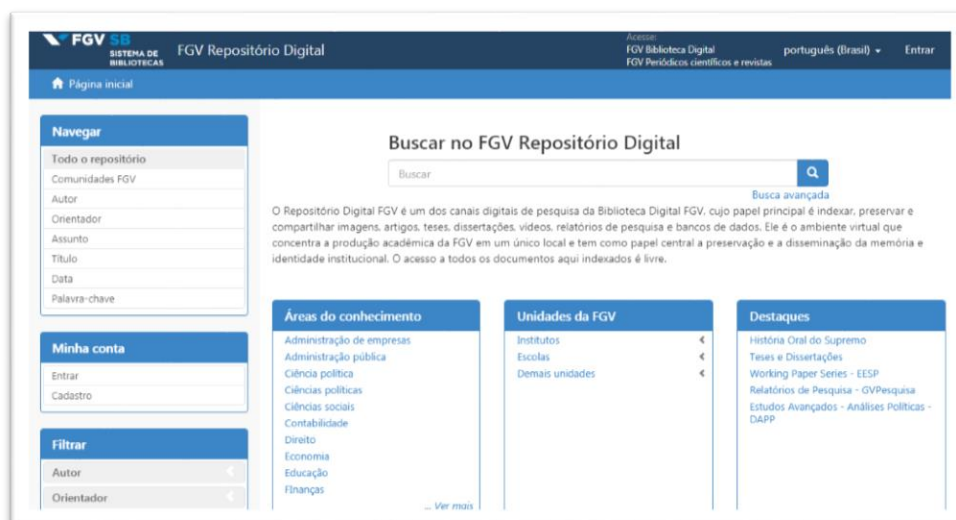 FGV SB
SISTEMA DE
BIBLIOTECAS
FGV Repositório Digital
Acesse:
FGV Biblioteca Digital
FGV Periódicos científicos e revistas
português (Brasil)
Entrar
Página inicial
Navegar
Todo o repositório
Comunidades FGV
Autor
Orientador
Assunto
Título
Data
Palavra-chave
Minha conta
Entrar
Cadastro
Filtrar
Autor
Orientador
Buscar no FGV Repositório Digital
Buscar
Busca avançada
O Repositório Digital FGV é um dos canais digitais de pesquisa da Biblioteca Digital FGV, cujo papel principal é indexar, preservar e
compartilhar imagens, artigos, teses, dissertações, vídeos, relatórios de pesquisa e bancos de dados. Ele é o ambiente virtual que
concentra a produção acadêmica da FGV em um único local e tem como papel central a preservação e a disseminação da memória e
identidade institucional. O acesso a todos os documentos aqui indexados é livre.
Áreas do conhecimento
Administração de empresas
Administração pública
Ciência política
Ciências políticas
Ciências sociais
Contabilidade
Direito
Economia
Educação
FInanças
... Ver mais
Unidades da FGV
Institutos
Escolas
Demais unidades
Destaques
História Oral do Supremo
Teses e Dissertações
Working Paper Series - EESP
Relatórios de Pesquisa - GVPesquisa
Estudos Avançados - Análises Políticas -
DAPP